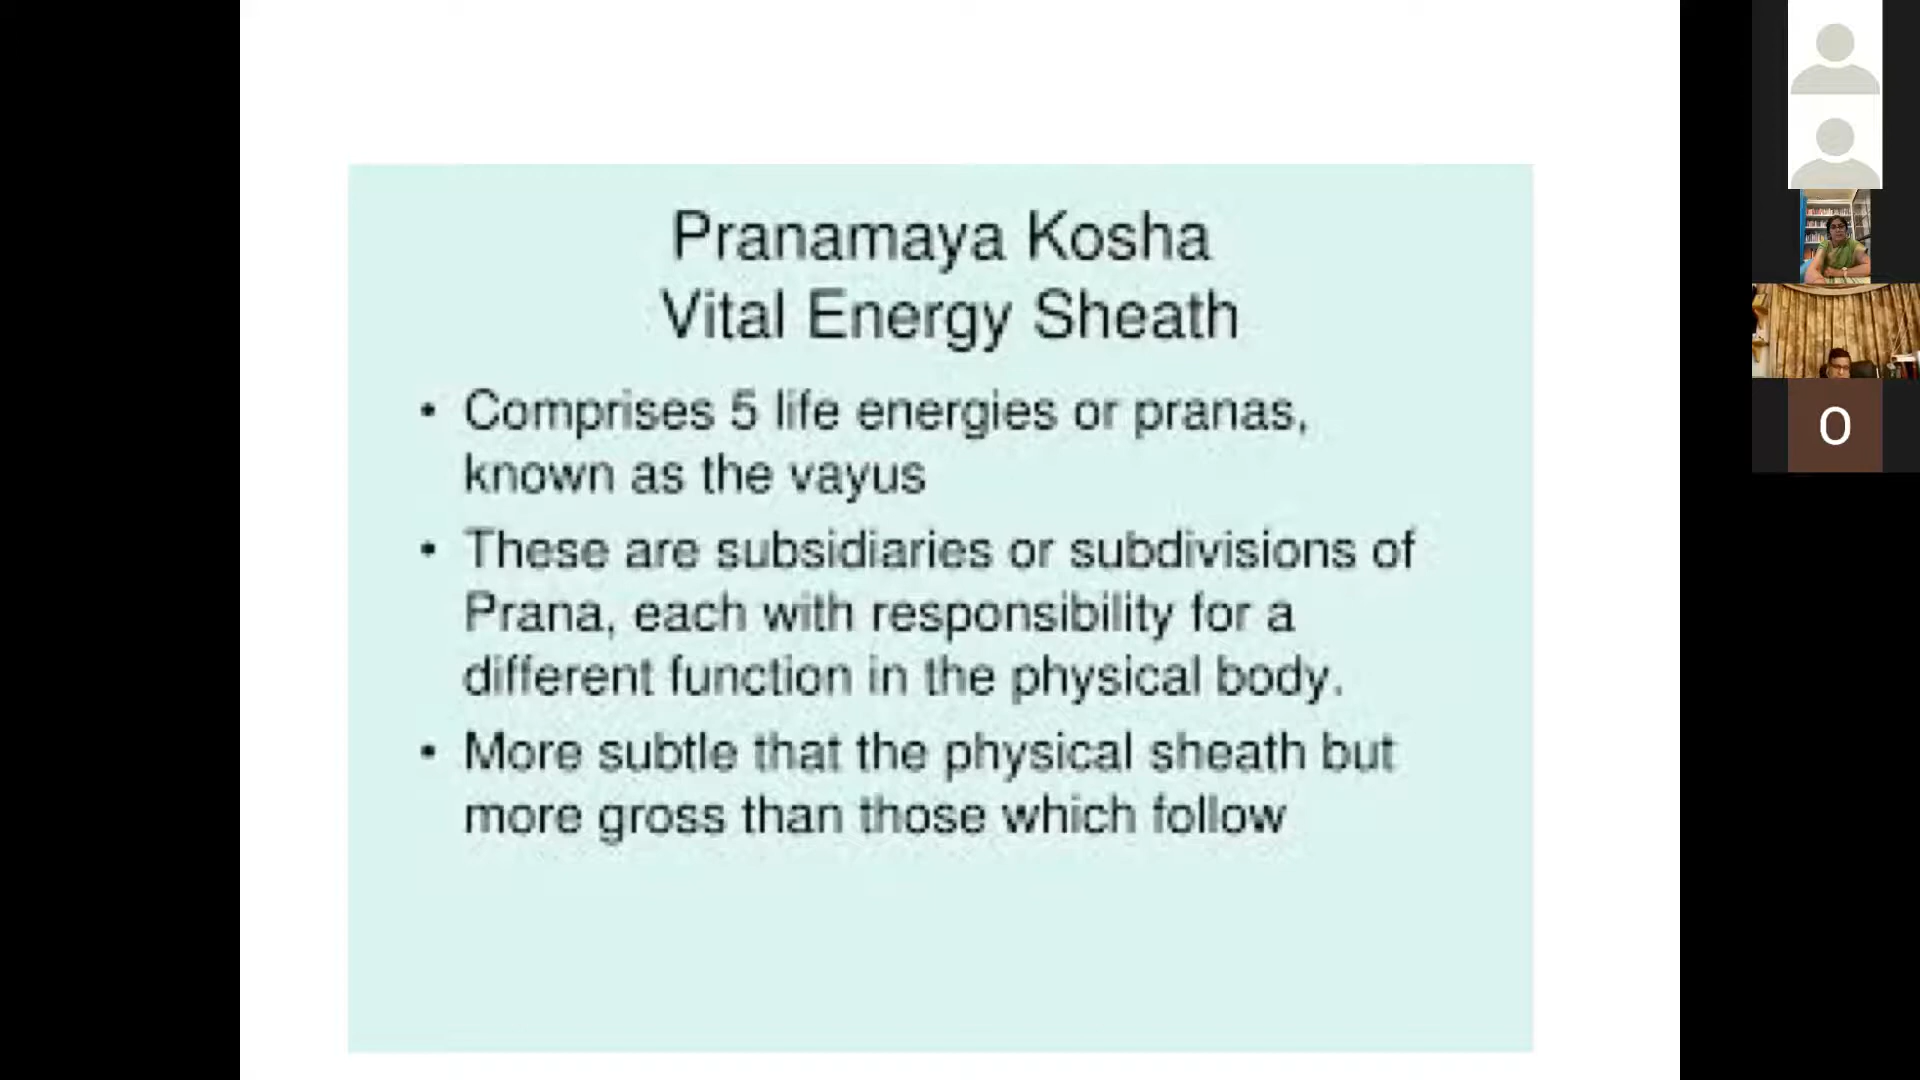 Pranamaya Kosha
Vital Energy Sheath
• Comprises 5 life energies or pranas,
known as the vayus
• These are subsidiaries or subdivisions of
Prana, each with responsibility for a
different function in the physical body.
• More subtle that the physical sheath but
more gross than those which follow
O